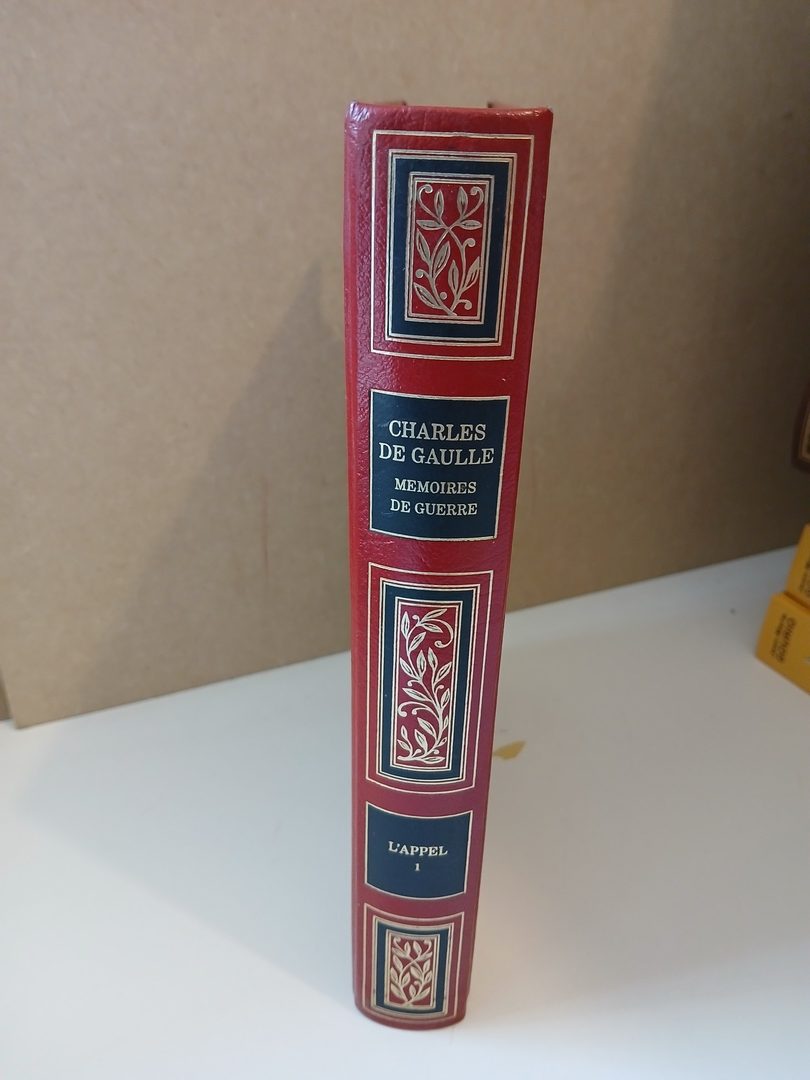 CHARLES
DE GAULLE
MEMOIRES
DE GUERRE
L'APPEL
1